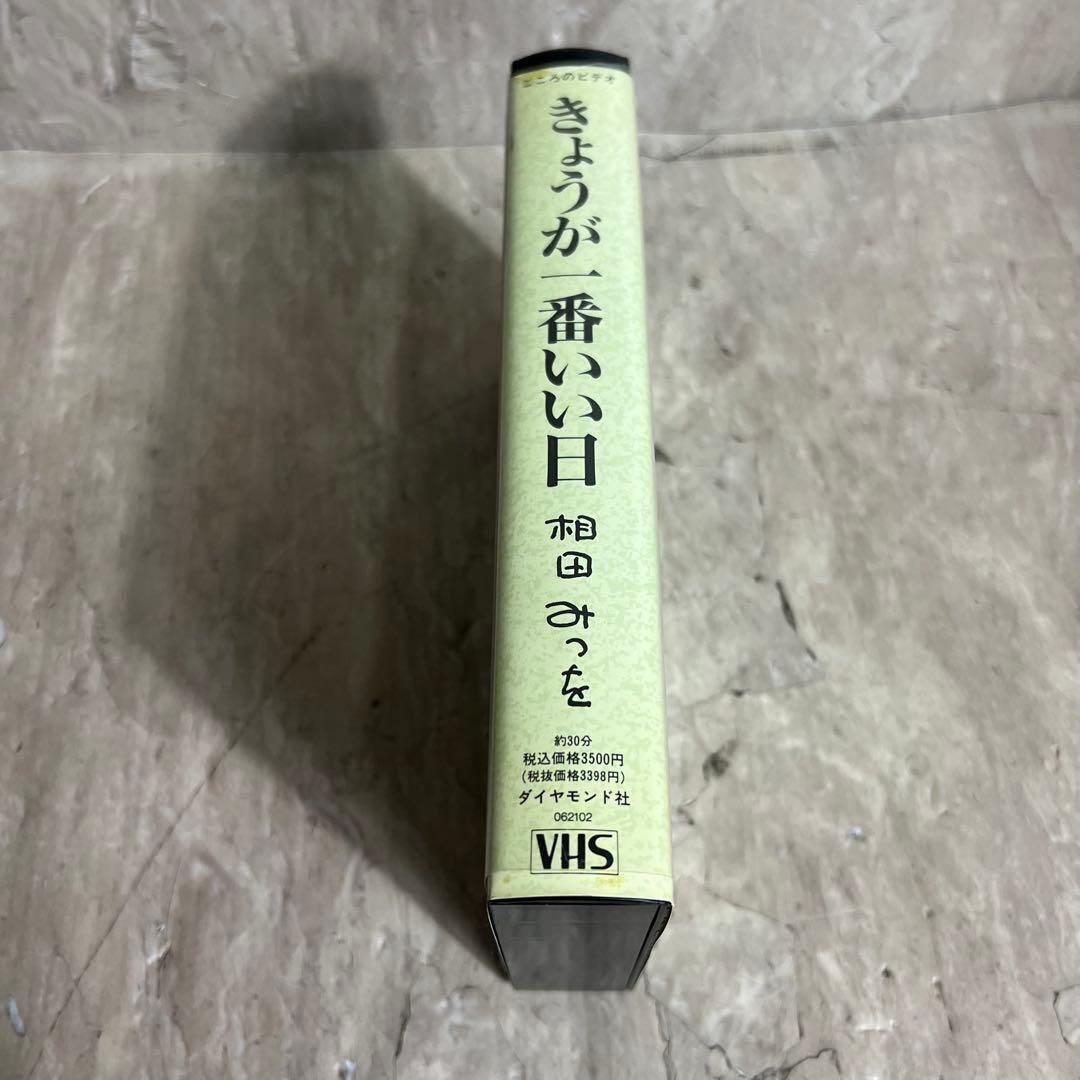 こころのビデオ
きょうが一番いい日
相田みつを
約30分
税込価格3500円
(税抜価格3398円)
ダイヤモンド社
062102
VHS